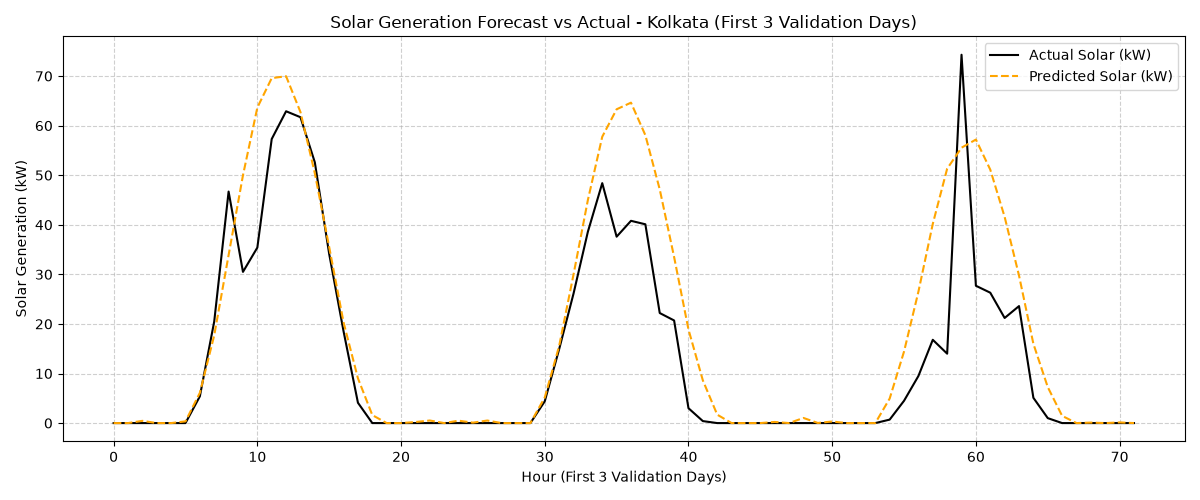 Solar Generation Forecast vs Actual - Kolkata (First 3 Validation Days)
Actual Solar (kW)
Predicted Solar (kW)
Solar Generation (kW)
70
60
50
40
30
20
10
0
0 10 20 30 40 50 60 70
Hour (First 3 Validation Days)